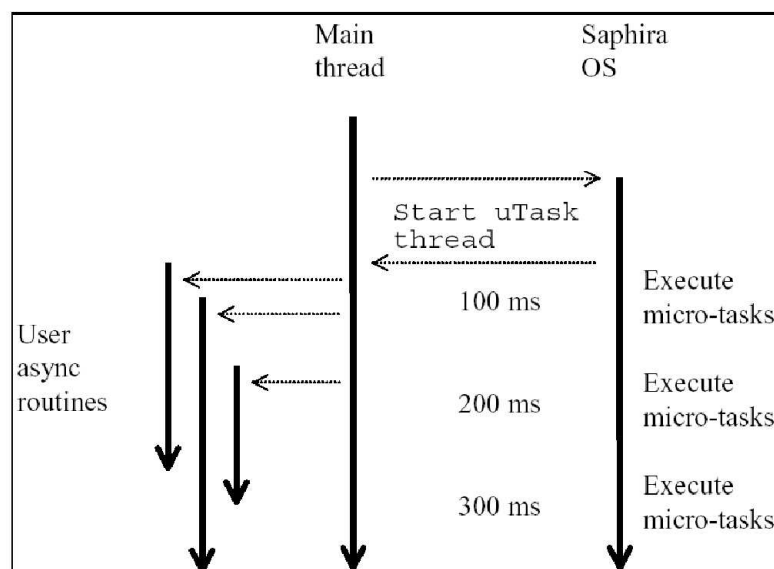 Main
thread
Saphira
OS
Start uTask
thread
100 ms
Execute
micro-tasks
User
async
routines
200 ms
Execute
micro-tasks
300 ms
Execute
micro-tasks